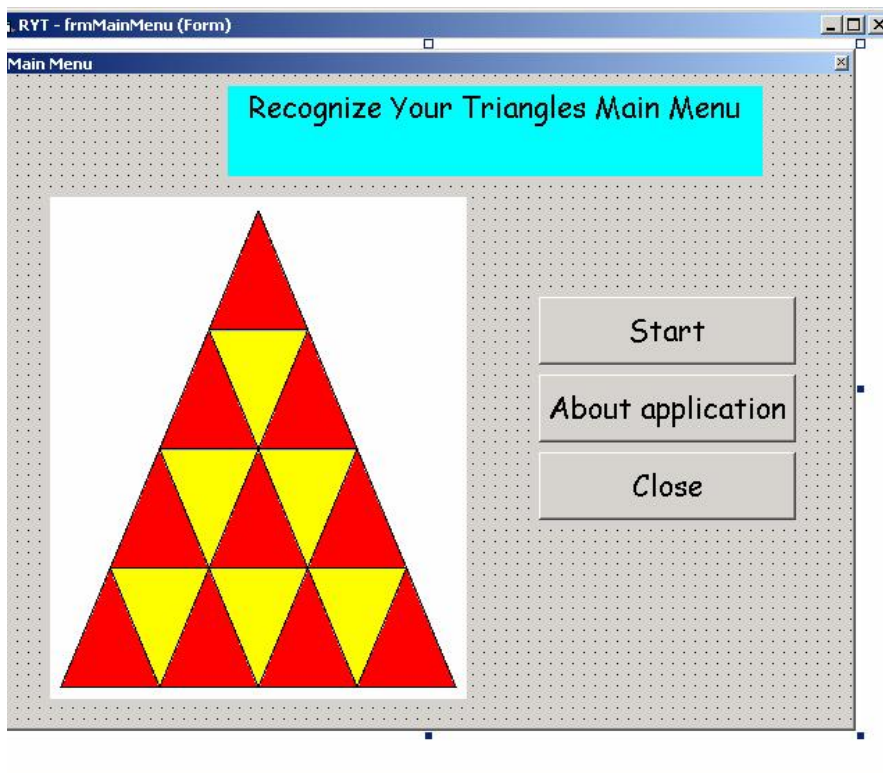 RYT - frmMainMenu (Form)
Main Menu
Recognize Your Triangles Main Menu
Start
About application
Close